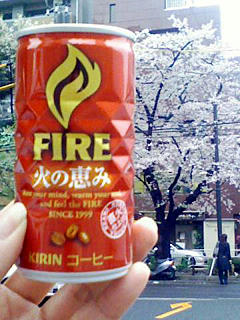 FIRE
火の恵み
Fire your mind, warm your soul
and feel the FIRE
SINCE 1999
KIRIN コーヒー